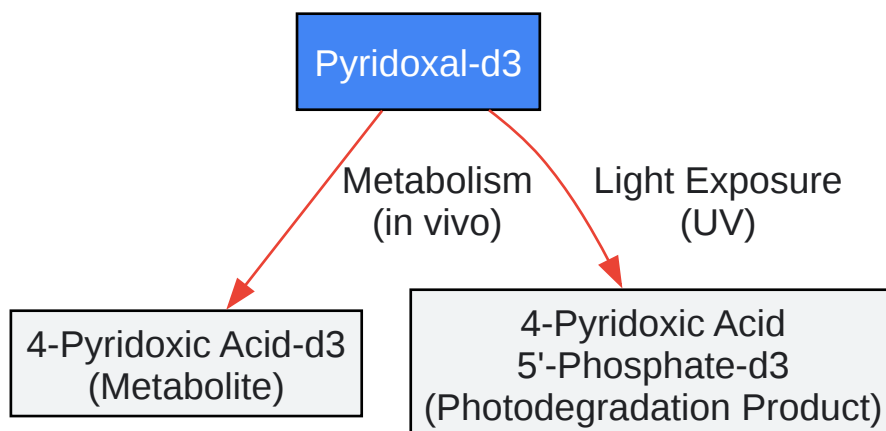 Pyridoxal-d3
Metabolism
(in vivo)
Light Exposure
(UV)
4-Pyridoxic Acid-d3
(Metabolite)
4-Pyridoxic Acid
5'-Phosphate-d3
(Photodegradation Product)